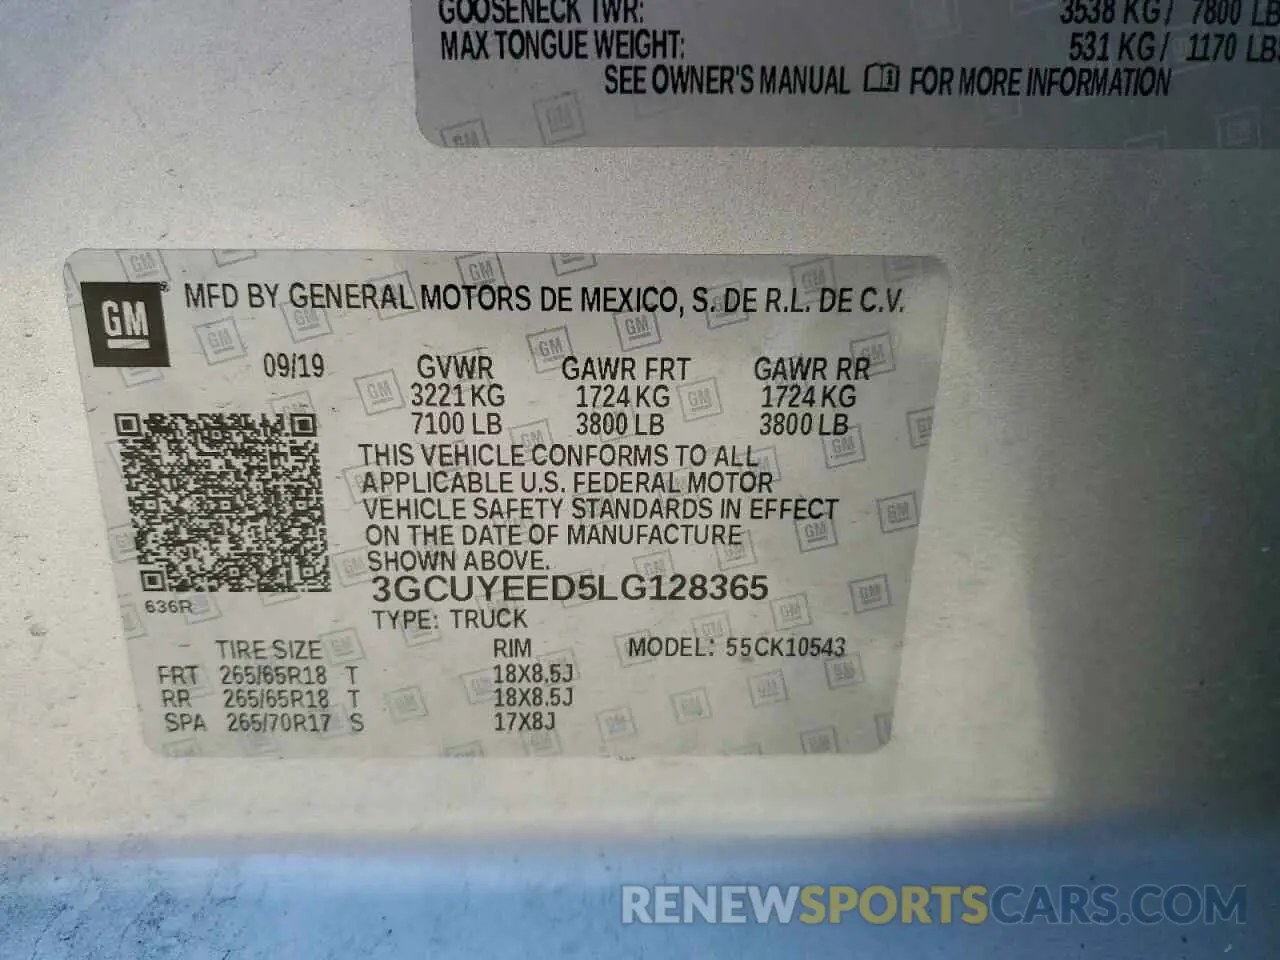 GOOSENECK TWR: 3538 KG/ 7800 LB
MAX TONGUE WEIGHT: 531 KG/ 1170 LB
SEE OWNER'S MANUAL FOR MORE INFORMATION
GM ® MFD BY GENERAL MOTORS DE MEXICO, S. DE R.L. DE C.V.
09/19 GVWR GAWR FRT GAWR RR
3221 KG 1724 KG 1724 KG
7100 LB 3800 LB 3800 LB
THIS VEHICLE CONFORMS TO ALL
APPLICABLE U.S. FEDERAL MOTOR
VEHICLE SAFETY STANDARDS IN EFFECT
ON THE DATE OF MANUFACTURE
SHOWN ABOVE.
3GCUYEED5LG128365
636R
TYPE: TRUCK
TIRE SIZE RIM MODEL: 55CK10543
FRT 265/65R18 T 18X8.5J
RR 265/65R18 T 18X8.5J
SPA 265/70R17 S 17X8J
RENEWSPORTSCARS.COM